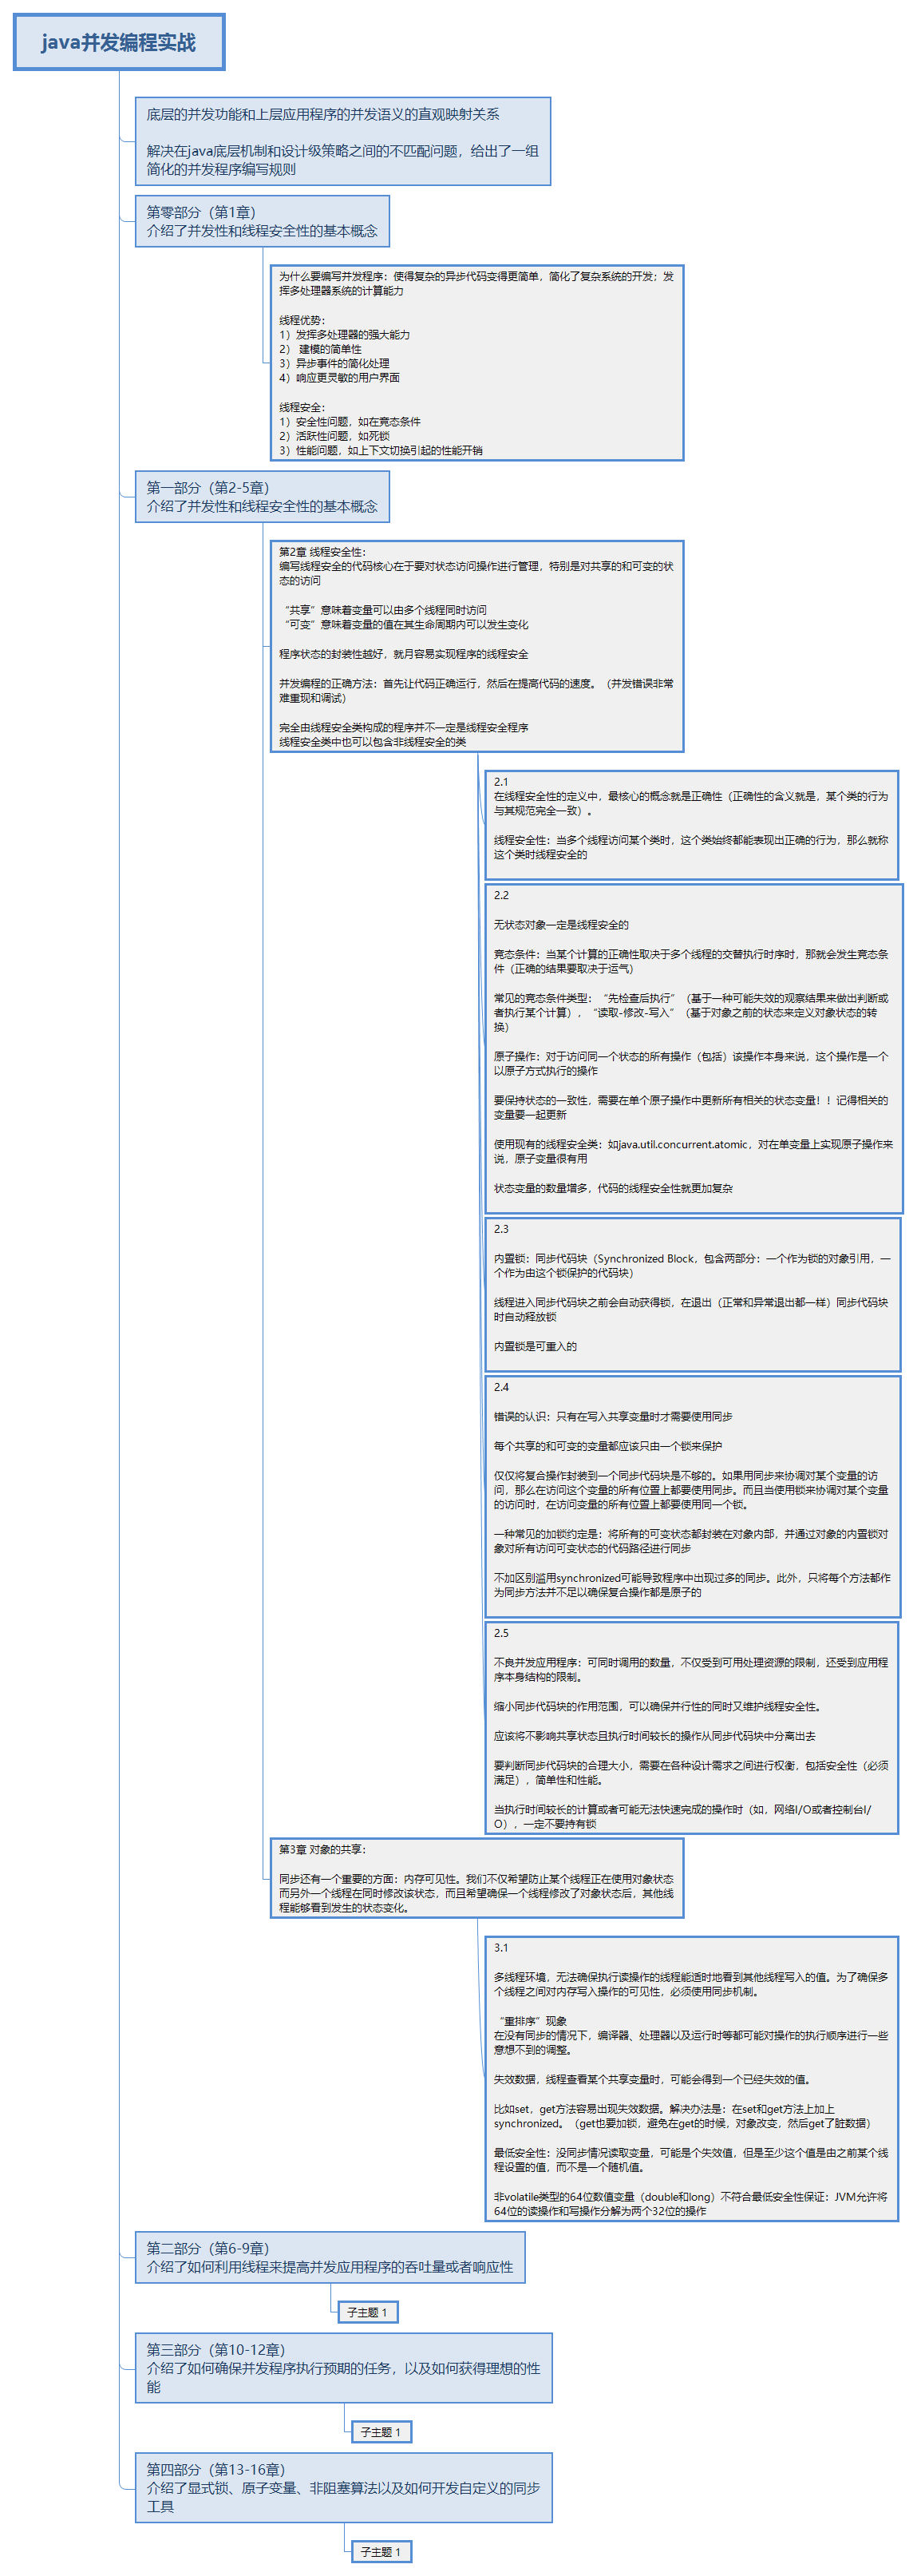 java并发编程实战
底层的并发功能和上层应用程序的并发语义的直观映射关系
解决在java底层机制和设计级策略之间的不匹配问题，给出了一组
简化的并发程序编写规则
第零部分（第1章）
介绍了并发性和线程安全性的基本概念
为什么要编写并发程序：使得复杂的异步代码变得更简单，简化了复杂系统的开发；发
挥多处理器系统的计算能力
线程优势：
1）发挥多处理器的强大能力
2） 建模的简单性
3）异步事件的简化处理
4）响应更灵敏的用户界面
线程安全：
1）安全性问题，如在竟态条件
2）活跃性问题，如死锁
3）性能问题，如上下文切换引起的性能开销
第一部分（第2-5章）
介绍了并发性和线程安全性的基本概念
第2章 线程安全性：
编写线程安全的代码核心在于要对状态访问操作进行管理，特别是对共享的和可变的状
态的访问
“共享”意味着变量可以由多个线程同时访问
“可变”意味着变量的值在其生命周期内可以发生变化
程序状态的封装性越好，就月容易实现程序的线程安全
并发编程的正确方法：首先让代码正确运行，然后在提高代码的速度。（并发错误非常
难重现和调试）
完全由线程安全类构成的程序并不一定是线程安全程序
线程安全类中也可以包含非线程安全的类
2.1
在线程安全性的定义中，最核心的概念就是正确性（正确性的含义就是，某个类的行为
与其规范完全一致）。
线程安全性：当多个线程访问某个类时，这个类始终都能表现出正确的行为，那么就称
这个类时线程安全的
2.2
无状态对象一定是线程安全的
竟态条件：当某个计算的正确性取决于多个线程的交替执行时序时，那就会发生竟态条
件（正确的结果要取决于运气）
常见的竟态条件类型：“先检查后执行”（基于一种可能失效的观察结果来做出判断或
者执行某个计算），“读取-修改-写入”（基于对象之前的状态来定义对象状态的转
换）
原子操作：对于访问同一个状态的所有操作（包括）该操作本身来说，这个操作是一个
以原子方式执行的操作
要保持状态的一致性，需要在单个原子操作中更新所有相关的状态变量！！记得相关的
变量要一起更新
使用现有的线程安全类：如java.util.concurrent.atomic，对在单变量上实现原子操作来
说，原子变量很有用
状态变量的数量增多，代码的线程安全性就更加复杂
2.3
内置锁：同步代码块（Synchronized Block，包含两部分：一个作为锁的对象引用，一
个作为由这个锁保护的代码块）
线程进入同步代码块之前会自动获得锁，在退出（正常和异常退出都一样）同步代码块
时自动释放锁
内置锁是可重入的
2.4
错误的认识：只有在写入共享变量时才需要使用同步
每个共享的和可变的变量都应该只由一个锁来保护
仅仅将复合操作封装到一个同步代码块是不够的。如果用同步来协调对某个变量的访
问，那么在访问这个变量的所有位置上都要使用同步。而且当使用锁来协调对某个变量
的访问时，在访问变量的所有位置上都要使用同一个锁。
一种常见的加锁约定是：将所有的可变状态都封装在对象内部，并通过对象的内置锁对
象对所有访问可变状态的代码路径进行同步
不加区别滥用synchronized可能导致程序中出现过多的同步。此外，只将每个方法都作
为同步方法并不足以确保复合操作都是原子的
2.5
不良并发应用程序：可同时调用的数量，不仅受到可用处理资源的限制，还受到应用程
序本身结构的限制。
缩小同步代码块的作用范围，可以确保并行性的同时又维护线程安全性。
应该将不影响共享状态且执行时间较长的操作从同步代码块中分离出去
要判断同步代码块的合理大小，需要在各种设计需求之间进行权衡，包括安全性（必须
满足），简单性和性能。
当执行时间较长的计算或者可能无法快速完成的操作时（如，网络I/O或者控制台I/
O），一定不要持有锁
第3章 对象的共享：
同步还有一个重要的方面：内存可见性。我们不仅希望防止某个线程正在使用对象状态
而另外一个线程在同时修改该状态，而且希望确保一个线程修改了对象状态后，其他线
程能够看到发生的状态变化。
3.1
多线程环境，无法确保执行读操作的线程能适时地看到其他线程写入的值。为了确保多
个线程之间对内存写入操作的可见性，必须使用同步机制。
“重排序”现象
在没有同步的情况下，编译器、处理器以及运行时等都可能对操作的执行顺序进行一些
意想不到的调整。
失效数据，线程查看某个共享变量时，可能会得到一个已经失效的值。
比如set，get方法容易出现失效数据。解决办法是：在set和get方法上加上
synchronized。（get也要加锁，避免在get的时候，对象改变，然后get了脏数据）
最低安全性：没同步情况读取变量，可能是个失效值，但是至少这个值是由之前某个线
程设置的值，而不是一个随机值。
非volatile类型的64位数值变量（double和long）不符合最低安全性保证：JVM允许将
64位的读操作和写操作分解为两个32位的操作
第二部分（第6-9章）
介绍了如何利用线程来提高并发应用程序的吞吐量或者响应性
子主题 1
第三部分（第10-12章）
介绍了如何确保并发程序执行预期的任务，以及如何获得理想的性
能
子主题 1
第四部分（第13-16章）
介绍了显式锁、原子变量、非阻塞算法以及如何开发自定义的同步
工具
子主题 1